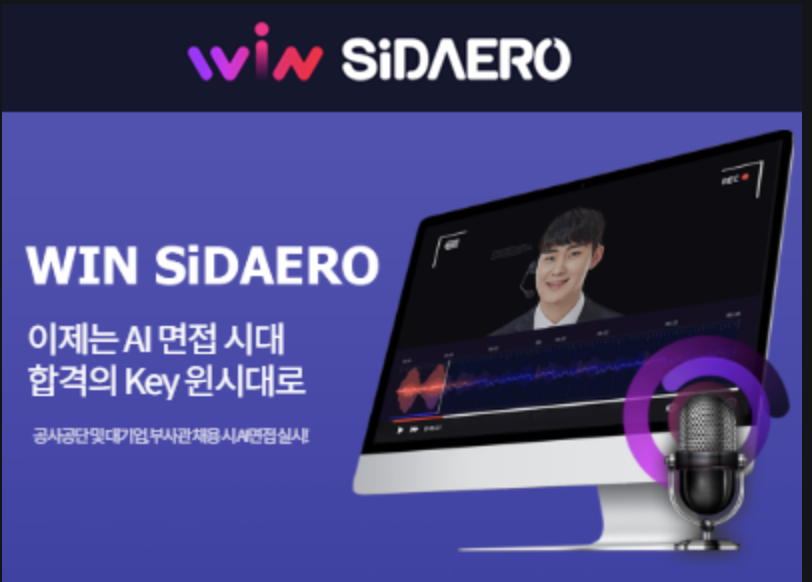 win SiDAERO
WIN SiDAERO
이제는 AI 면접 시대
합격의 Key 윈시대로
공사공단 및 대기업, 부사관 채용 시 AI면접 실시!
REC